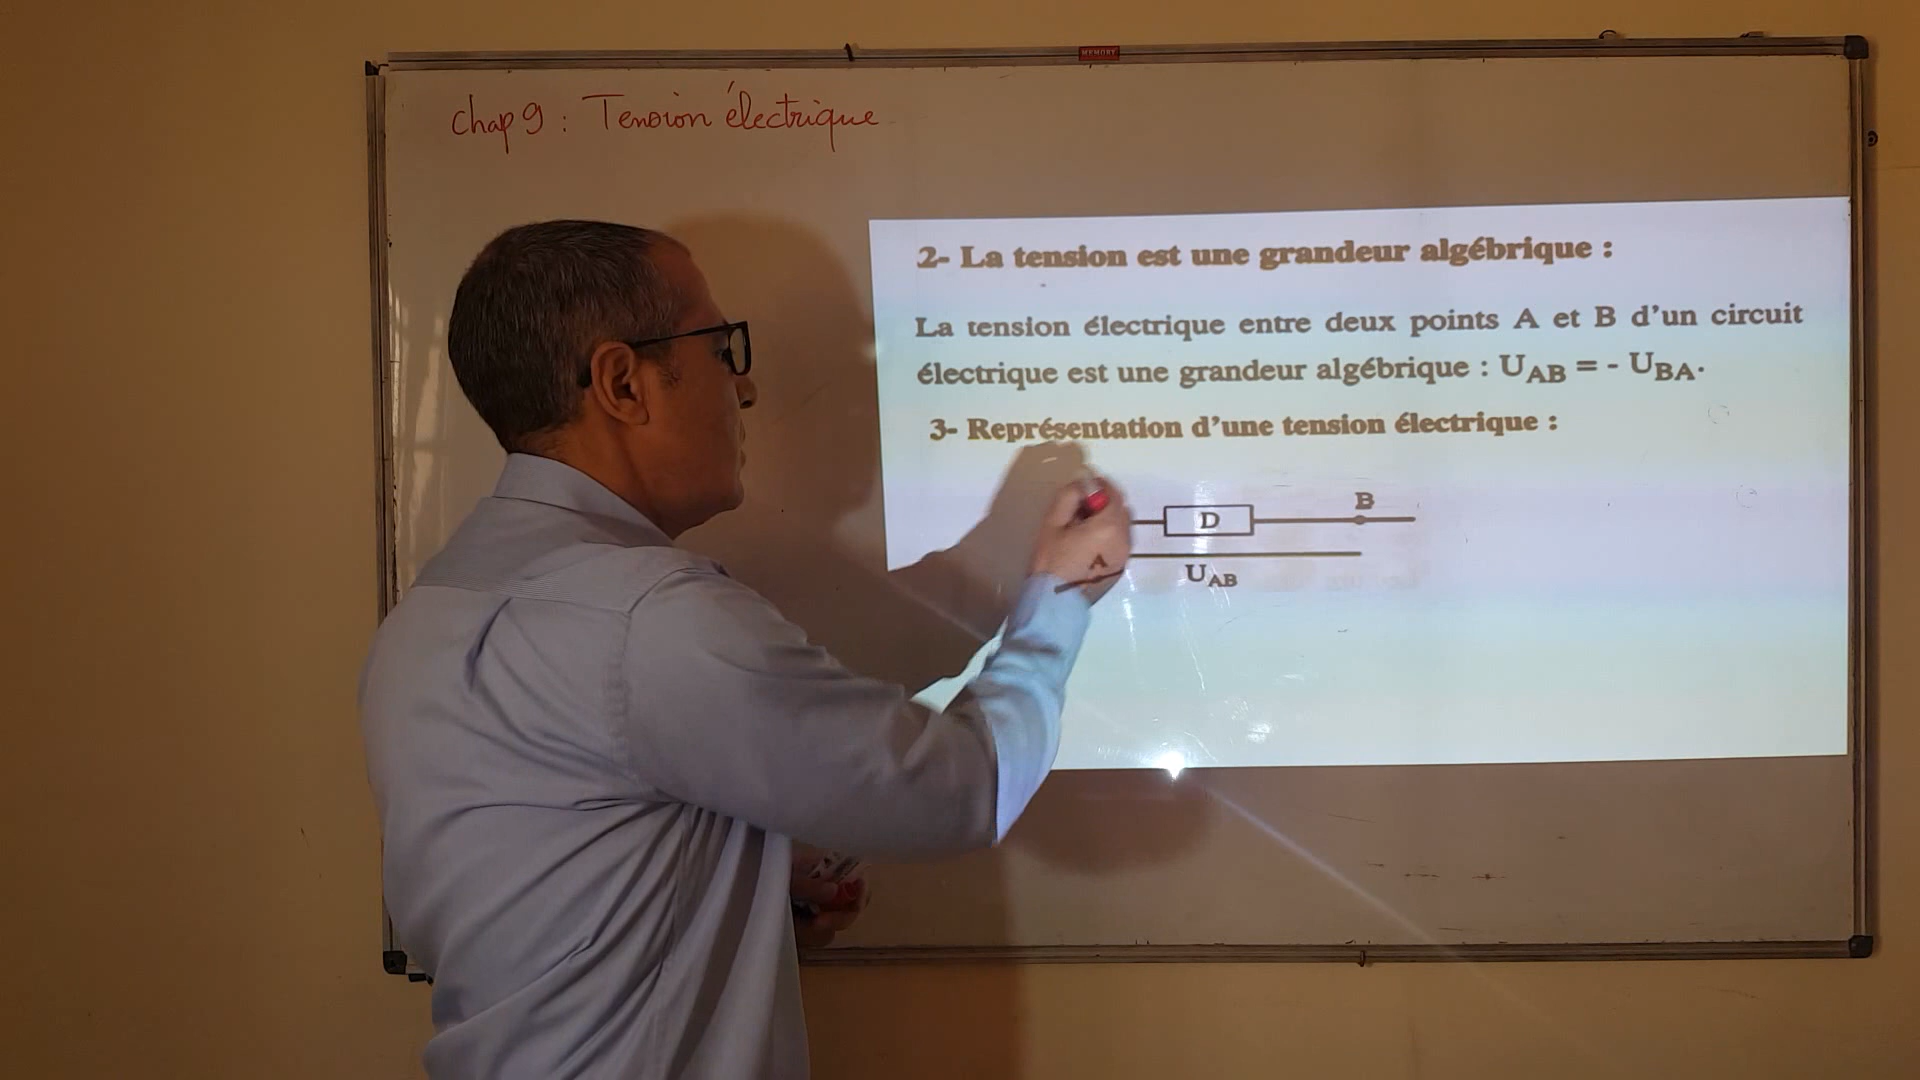 MEMORY
Chap 9 : Tension électrique
2- La tension est une grandeur algébrique :
La tension électrique entre deux points A et B d'un circuit
électrique est une grandeur algébrique : UAB = - UBA.
3- Représentation d'une tension électrique :
B
D
A
UAB